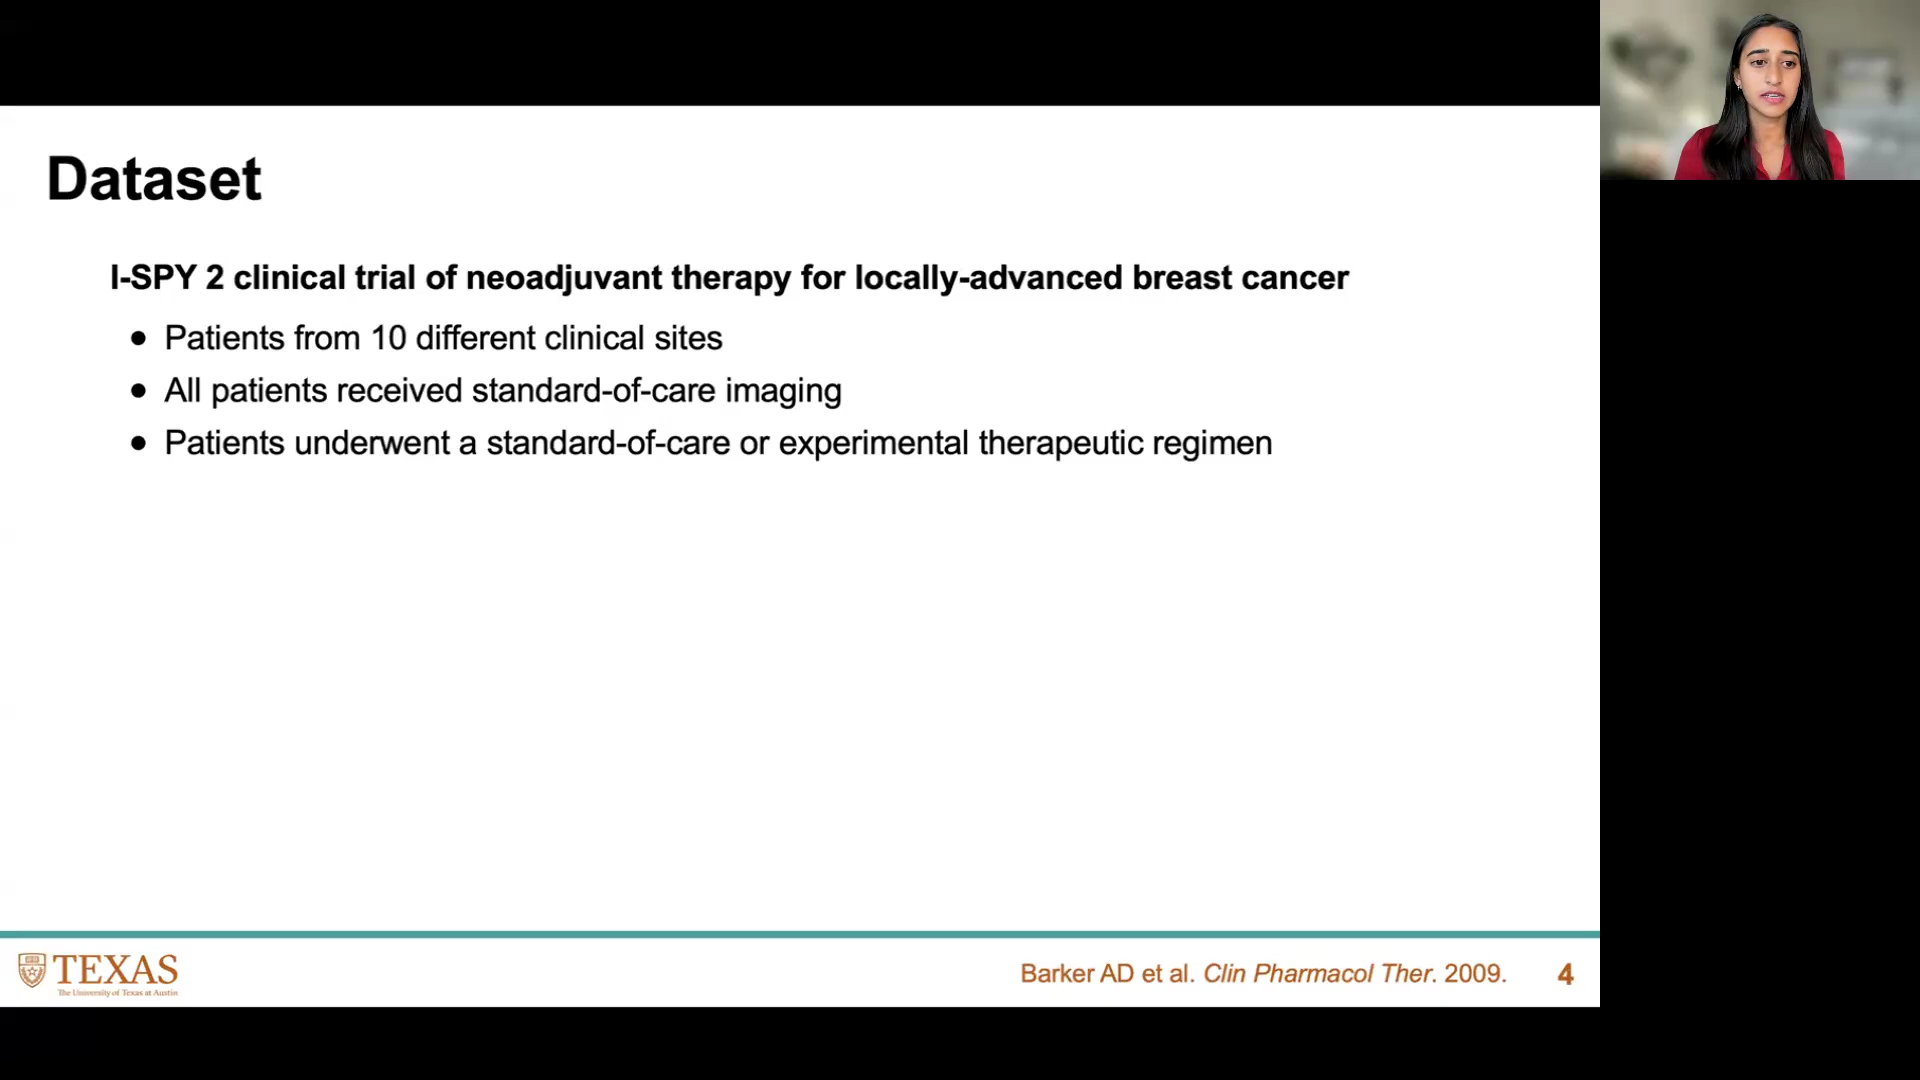 Dataset
I-SPY 2 clinical trial of neoadjuvant therapy for locally-advanced breast cancer
● Patients from 10 different clinical sites
● All patients received standard-of-care imaging
● Patients underwent a standard-of-care or experimental therapeutic regimen
TEXAS
The University of Texas at Austin
Barker AD et al. Clin Pharmacol Ther. 2009.
4